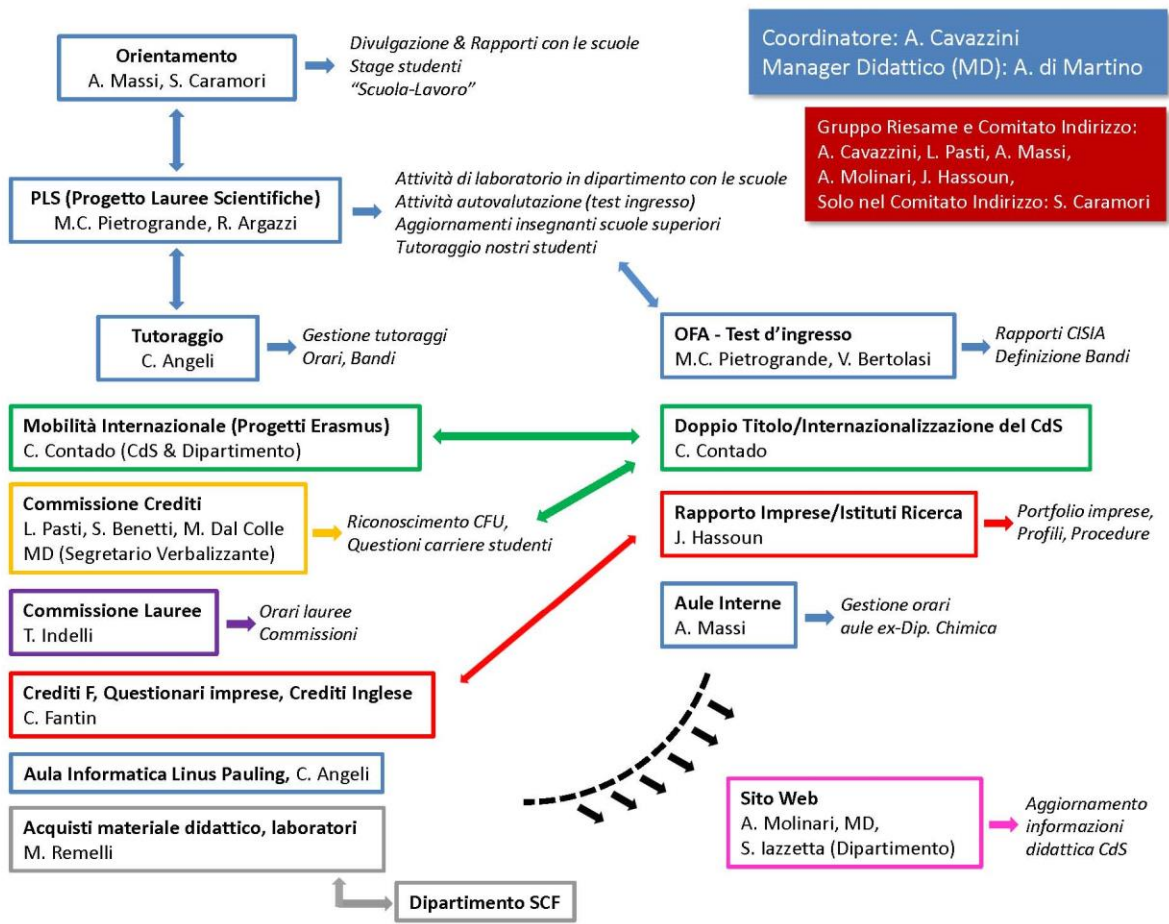 Orientamento
A. Massi, S. Caramori
Divulgazione & Rapporti con le scuole
Stage studenti
“Scuola-Lavoro”
Coordinatore: A. Cavazzini
Manager Didattico (MD): A. di Martino
Gruppo Riesame e Comitato Indirizzo:
A. Cavazzini, L. Pasti, A. Massi,
A. Molinari, J. Hassoun,
Solo nel Comitato Indirizzo: S. Caramori
PLS (Progetto Lauree Scientifiche)
M.C. Pietrogrande, R. Argazzi
Attività di laboratorio in dipartimento con le scuole
Attività autovalutazione (test ingresso)
Aggiornamenti insegnanti scuole superiori
Tutoraggio nostri studenti
Tutoraggio
C. Angeli
Gestione tutoraggi
Orari, Bandi
OFA - Test d’ingresso
M.C. Pietrogrande, V. Bertolasi
Rapporti CISIA
Definizione Bandi
Mobilità Internazionale (Progetti Erasmus)
C. Contado (CdS & Dipartimento)
Doppio Titolo/Internazionalizzazione del CdS
C. Contado
Commissione Crediti
L. Pasti, S. Benetti, M. Dal Colle
MD (Segretario Verbalizzante)
Riconoscimento CFU,
Questioni carriere studenti
Rapporto Imprese/Istituti Ricerca
J. Hassoun
Portfolio imprese,
Profili, Procedure
Commissione Lauree
T. Indelli
Orari lauree
Commissioni
Aule Interne
A. Massi
Gestione orari
aule ex-Dip. Chimica
Crediti F, Questionari imprese, Crediti Inglese
C. Fantin
Aula Informatica Linus Pauling, C. Angeli
Acquisti materiale didattico, laboratori
M. Remelli
Sito Web
A. Molinari, MD,
S. Iazzetta (Dipartimento)
Aggiornamento
informazioni
didattica CdS
Dipartimento SCF